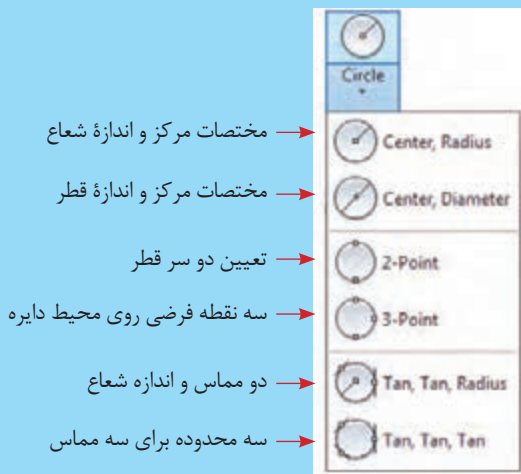 Circle
مختصات مرکز و اندازۀ شعاع
Center, Radius
مختصات مرکز و اندازۀ قطر
Center, Diameter
تعیین دو سر قطر
2-Point
سه نقطه فرضی روی محیط دایره
3-Point
دو مماس و اندازه شعاع
Tan, Tan, Radius
سه محدوده برای سه مماس
Tan, Tan, Tan